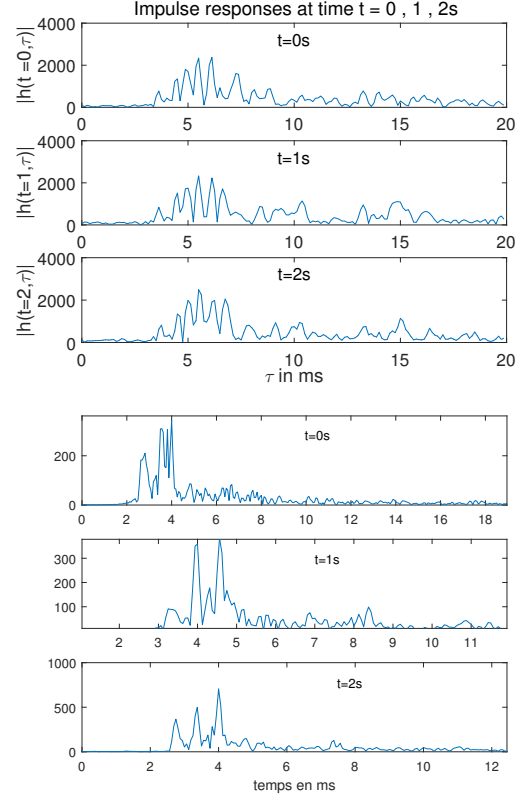 Impulse responses at time t = 0 , 1 , 2s
|h(t =0,τ)|
4000
2000
0
t=0s
0 5 10 15 20
|h(t=1,τ)|
4000
2000
0
t=1s
0 5 10 15 20
|h(t=2,τ)|
4000
2000
0
t=2s
0 5 10 15 20
τ in ms
200
0
t=0s
0 2 4 6 8 10 12 14 16 18
300
200
100
t=1s
2 3 4 5 6 7 8 9 10 11
1000
500
0
t=2s
0 2 4 6 8 10 12
temps en ms